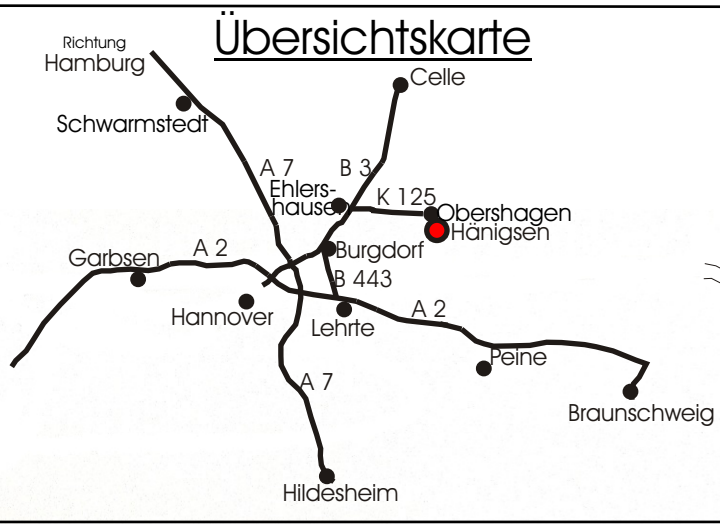 Übersichtskarte
Richtung
Hamburg
Celle
Schwarmstedt
A 7
B 3
Ehlers-
hausen
K 125
Obershagen
Hänigsen
Garbsen
A 2
Burgdorf
B 443
Hannover
Lehrte
A 2
Peine
A 7
Braunschweig
Hildesheim